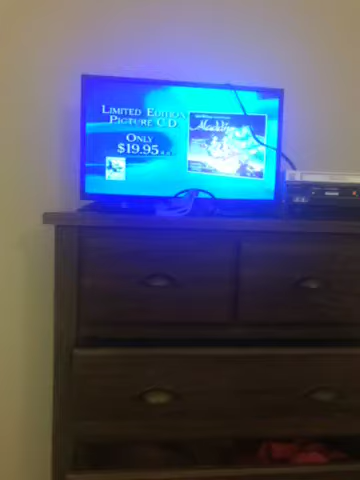 LIMITED EDITION
PICTURE CD
ONLY
$19.95
Aladdin